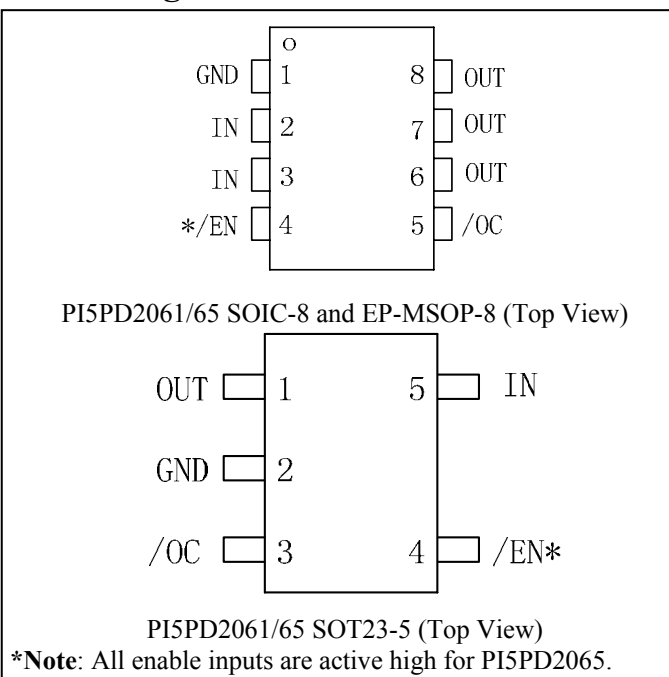 GND 1 8 OUT
IN 2 7 OUT
IN 3 6 OUT
*/EN 4 5 /OC
PI5PD2061/65 SOIC-8 and EP-MSOP-8 (Top View)
OUT 1 5 IN
GND 2
/OC 3 4 /EN*
PI5PD2061/65 SOT23-5 (Top View)
*Note: All enable inputs are active high for PI5PD2065.